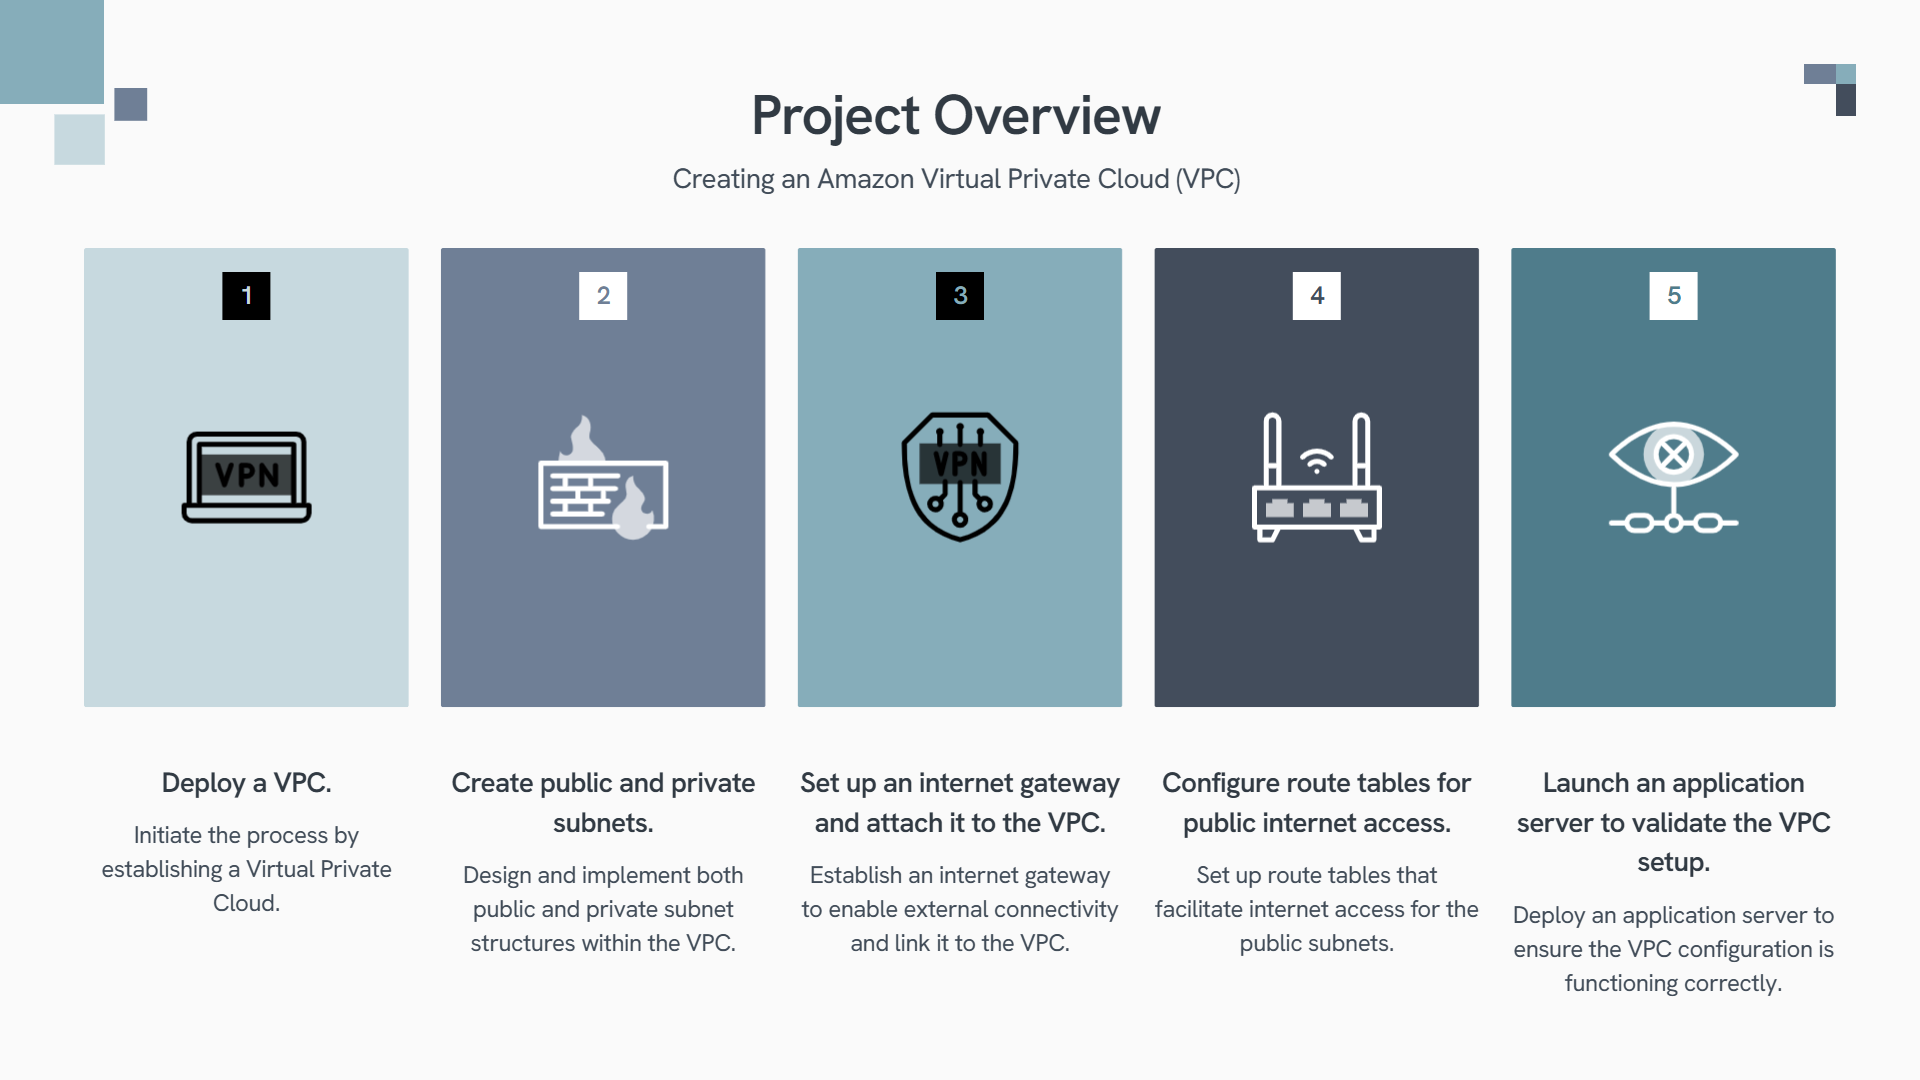 Project Overview
Creating an Amazon Virtual Private Cloud (VPC)
1
2
3
4
5
VPN
VPN
Deploy a VPC.
Initiate the process by
establishing a Virtual Private
Cloud.
Create public and private
subnets.
Design and implement both
public and private subnet
structures within the VPC.
Set up an internet gateway
and attach it to the VPC.
Establish an internet gateway
to enable external connectivity
and link it to the VPC.
Configure route tables for
public internet access.
Set up route tables that
facilitate internet access for the
public subnets.
Launch an application
server to validate the VPC
setup.
Deploy an application server to
ensure the VPC configuration is
functioning correctly.